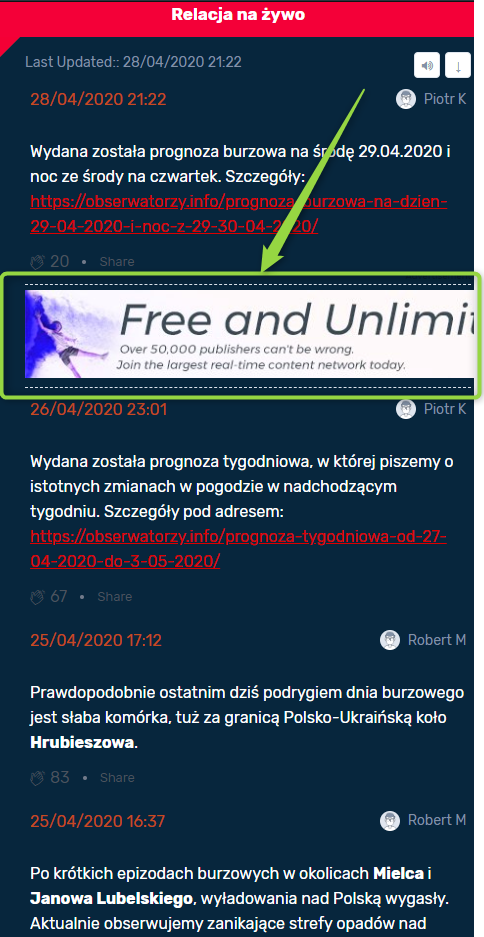 Relacja na żywo
Last Updated:: 28/04/2020 21:22
28/04/2020 21:22
Piotr K
Wydana została prognoza burzowa na środę 29.04.2020 i
noc ze środy na czwartek. Szczegóły:
https://obserwatorzy.info/prognoza-burzowa-na-dzien-
29-04-2020-i-noc-z-29-30-04-2020/
20 • Share
Free and Unlimit
Over 50,000 publishers can't be wrong.
Join the largest real-time content network today.
26/04/2020 23:01
Piotr K
Wydana została prognoza tygodniowa, w której piszemy o
istotnych zmianach w pogodzie w nadchodzącym
tygodniu. Szczegóły pod adresem:
https://obserwatorzy.info/prognoza-tygodniowa-od-27-
04-2020-do-3-05-2020/
67 • Share
25/04/2020 17:12
Robert M
Prawdopodobnie ostatnim dziś podrygiem dnia burzowego
jest słaba komórka, tuż za granicą Polsko-Ukraińską koło
Hrubieszowa.
83 • Share
25/04/2020 16:37
Robert M
Po krótkich epizodach burzowych w okolicach Mielca i
Janowa Lubelskiego, wyładowania nad Polską wygasły.
Aktualnie obserwujemy zanikające strefy opadów nad